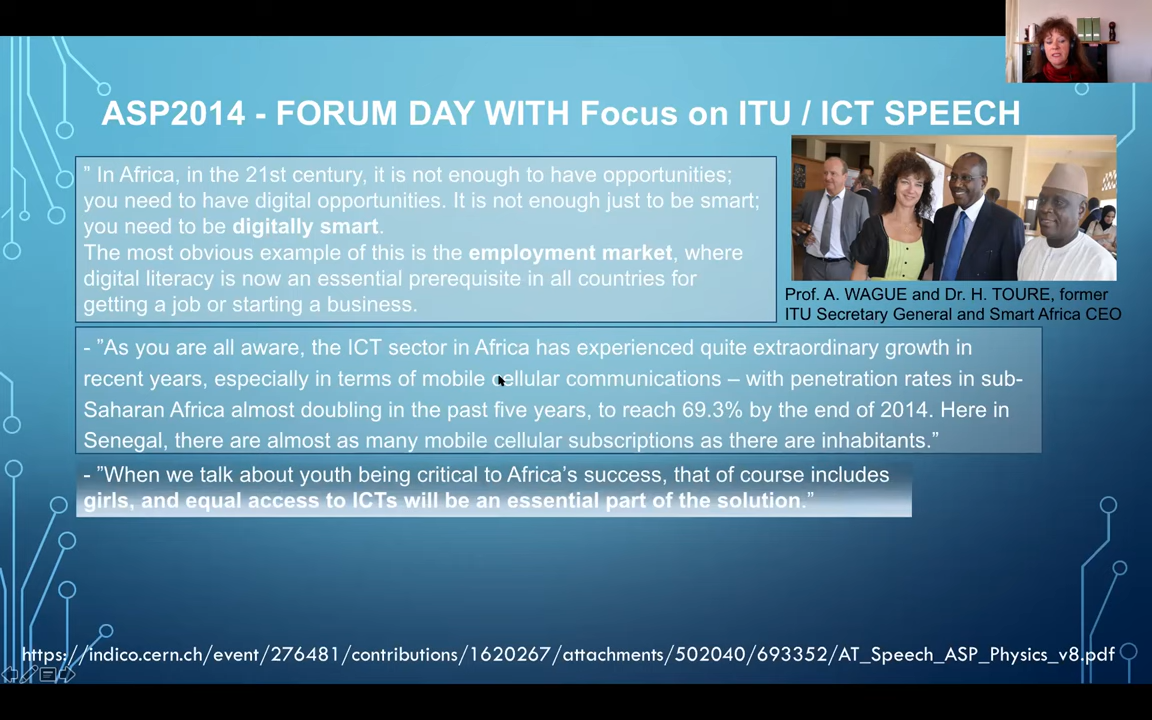 ASP2014 - FORUM DAY WITH Focus on ITU / ICT SPEECH
” In Africa, in the 21st century, it is not enough to have opportunities;
you need to have digital opportunities. It is not enough just to be smart;
you need to be digitally smart.
The most obvious example of this is the employment market, where
digital literacy is now an essential prerequisite in all countries for
getting a job or starting a business.
Prof. A. WAGUE and Dr. H. TOURE, former
ITU Secretary General and Smart Africa CEO
- ”As you are all aware, the ICT sector in Africa has experienced quite extraordinary growth in
recent years, especially in terms of mobile cellular communications – with penetration rates in sub-
Saharan Africa almost doubling in the past five years, to reach 69.3% by the end of 2014. Here in
Senegal, there are almost as many mobile cellular subscriptions as there are inhabitants.”
- ”When we talk about youth being critical to Africa’s success, that of course includes
girls, and equal access to ICTs will be an essential part of the solution.”
https://indico.cern.ch/event/276481/contributions/1620267/attachments/502040/693352/AT_Speech_ASP_Physics_v8.pdf